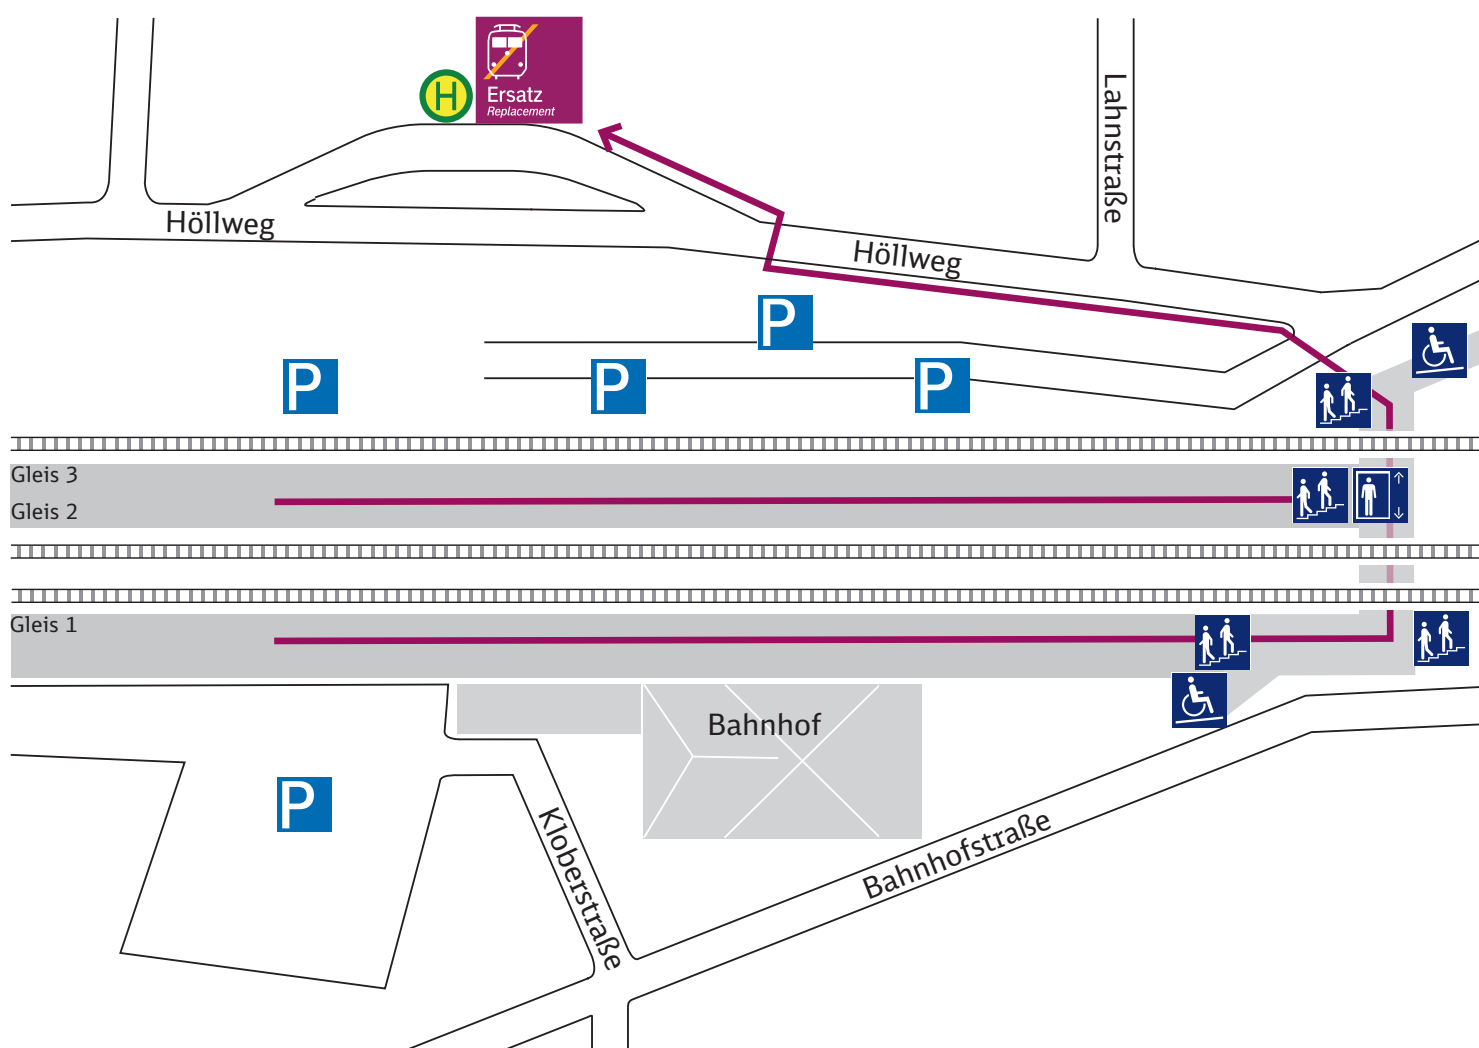 H
Ersatz
Replacement
Lahnstraße
Höllweg
Höllweg
P
P
P
P
Gleis 3
Gleis 2
Gleis 1
Bahnhof
P
Kloberstraße
Bahnhofstraße